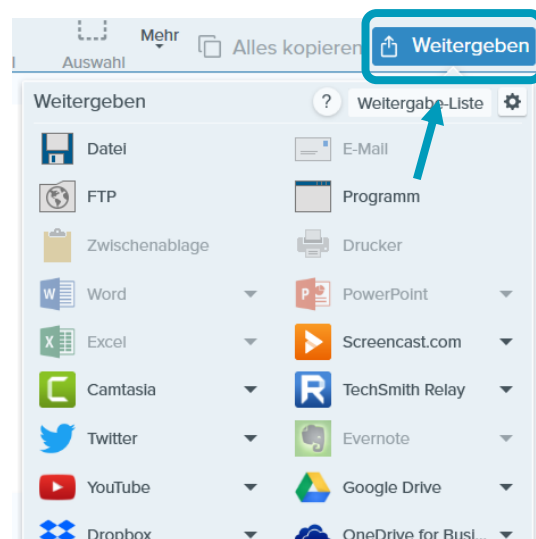 Mehr
Auswahl
Alles kopieren
Weitergeben
Weitergeben
? Weitergabe-Liste
Datei
E-Mail
FTP
Programm
Zwischenablage
Drucker
Word
PowerPoint
Excel
Screencast.com
Camtasia
TechSmith Relay
Twitter
Evernote
YouTube
Google Drive
Dropbox
OneDrive for Busi...